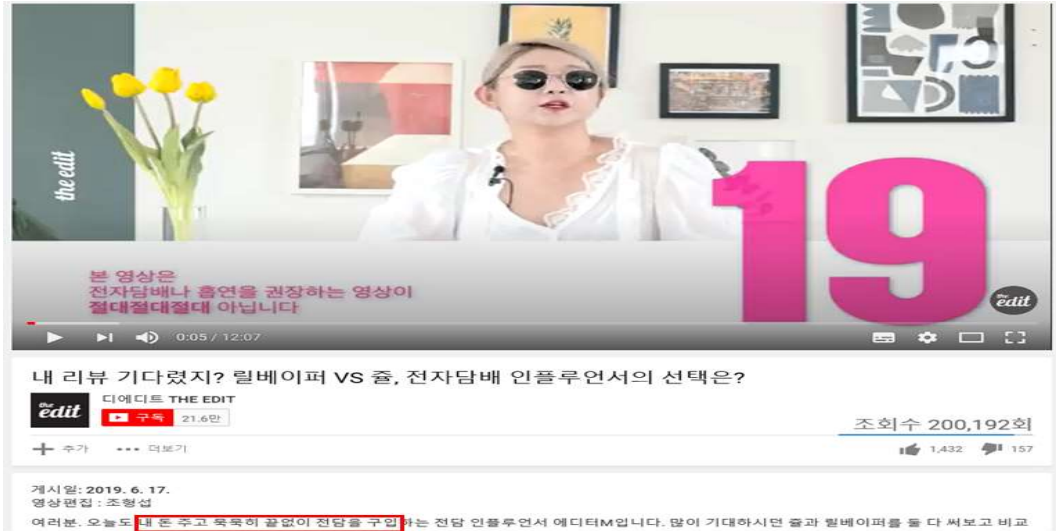 the edit
19
본 영상은
전자담배나 흡연을 권장하는 영상이
절대절대절대 아닙니다
the edit
0:05 / 12:07
내 리뷰 기다렸지? 릴베이퍼 VS 쥴, 전자담배 인플루언서의 선택은?
the edit
디에디트 THE EDIT
구독 21.6만
조회수 200,192회
추가 더보기
1,432 157
게시일: 2019. 6. 17.
영상편집 : 조형섭
여러분. 오늘도 내 돈 주고 묵묵히 끝없이 전담을 구입하는 전담 인플루언서 에디터M입니다. 많이 기대하시던 쥴과 릴베이퍼를 둘 다 써보고 비교